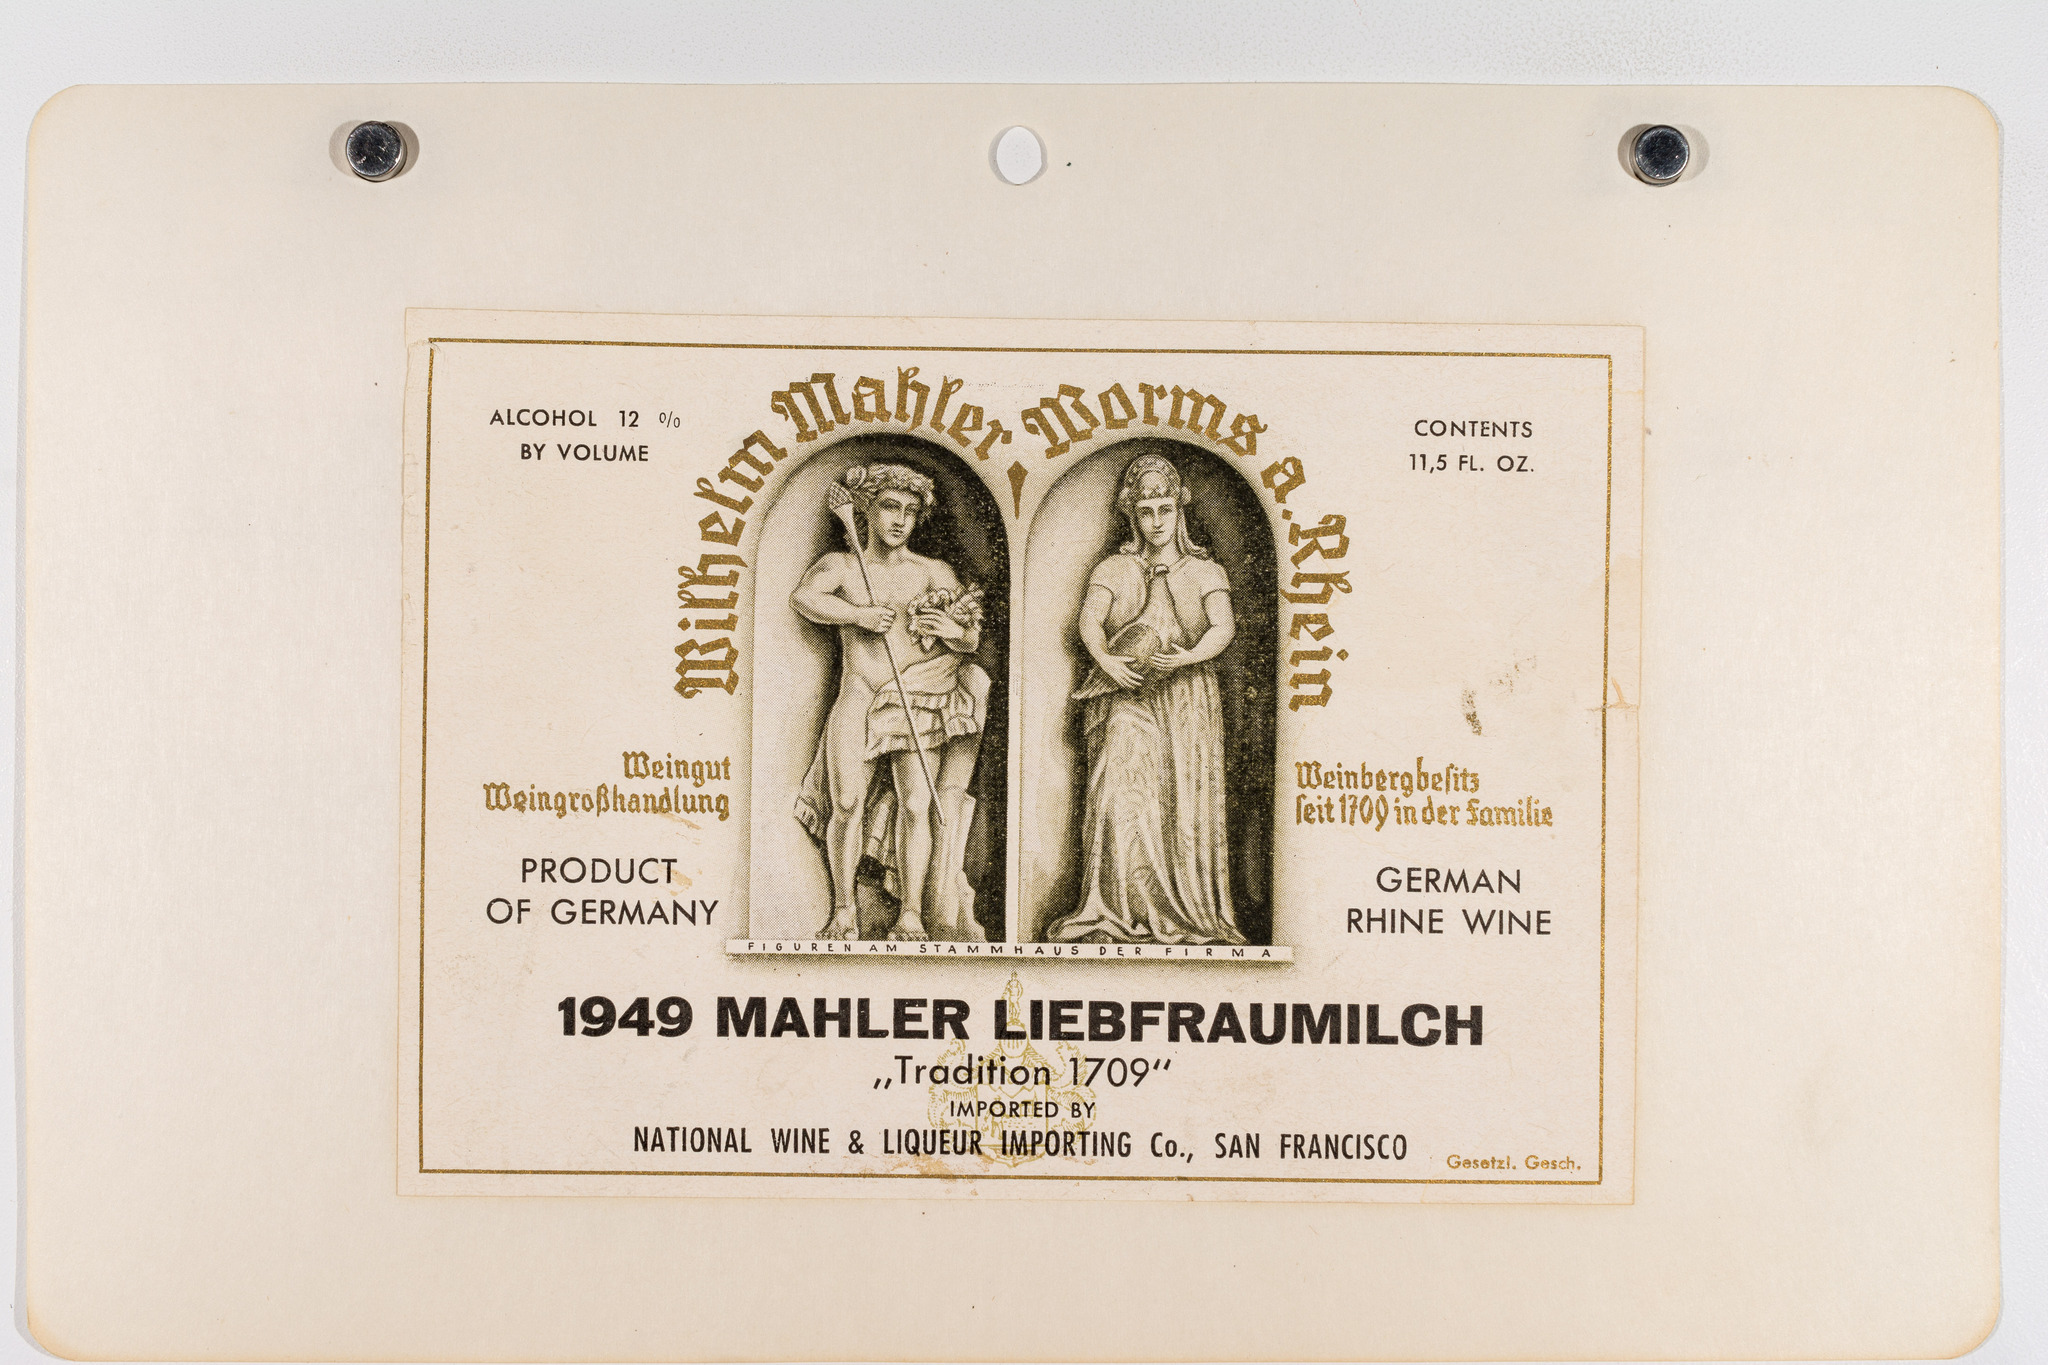 Wilhelm Mahler Worms a. Rhein
ALCOHOL 12 %
BY VOLUME
CONTENTS
11,5 FL. OZ.
Weingut
Weingroßhandlung
Weinbergbesitz
seit 1709 in der Familie
PRODUCT
OF GERMANY
GERMAN
RHINE WINE
FIGUREN AM STAMMHAUS DER FIRMA
1949 MAHLER LIEBFRAUMILCH
„Tradition 1709“
IMPORTED BY
NATIONAL WINE & LIQUEUR IMPORTING Co., SAN FRANCISCO
Gesetzl. Gesch.